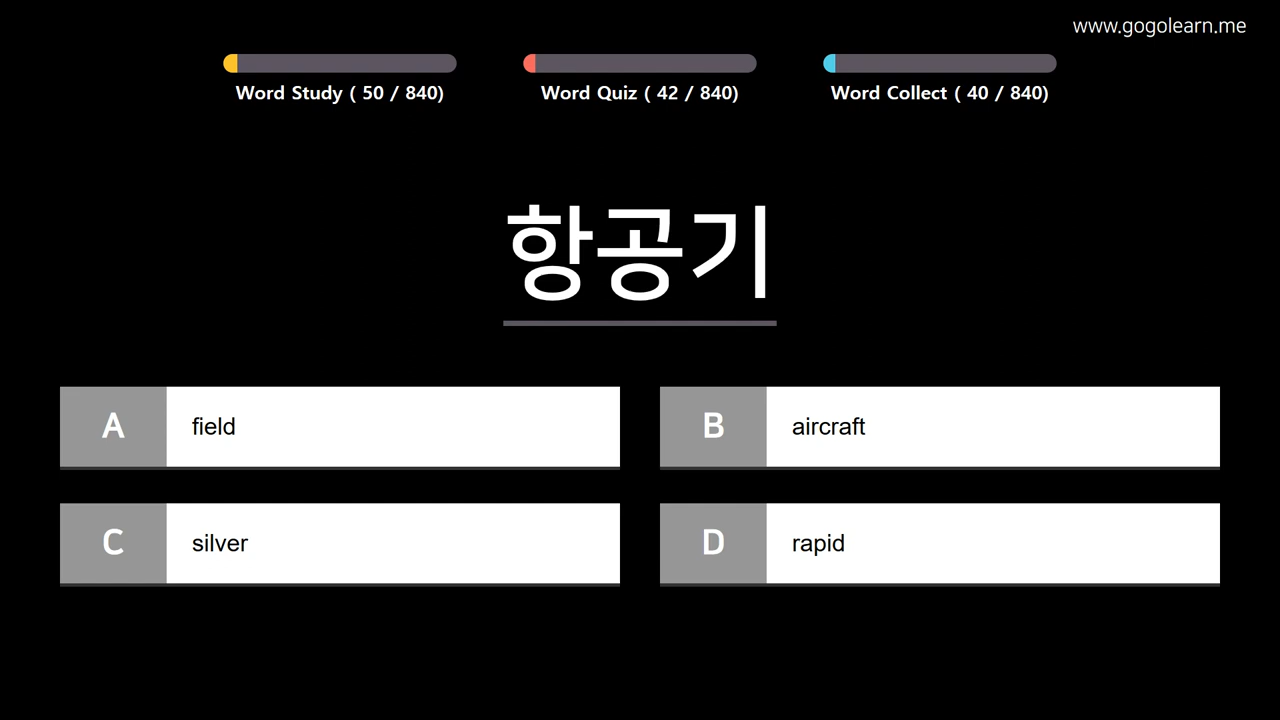 www.gogolearn.me
Word Study ( 50 / 840)
Word Quiz ( 42 / 840)
Word Collect ( 40 / 840)
항공기
A field
B aircraft
C silver
D rapid